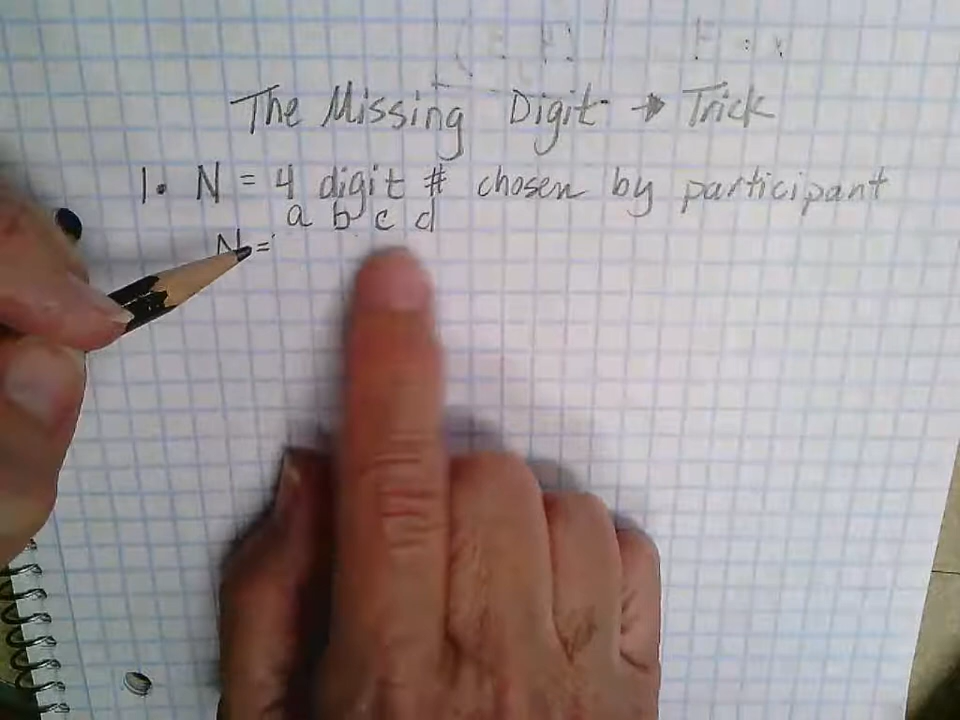 The Missing Digit → Trick
1. N = 4 digit # chosen by participant
a b c d
N =